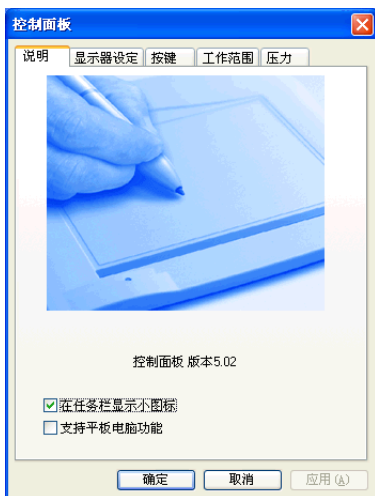 控制面板
说明 显示器设定 按键 工作范围 压力
控制面板 版本5.02
在任务栏显示小图标
支持平板电脑功能
确定 取消 应用(A)